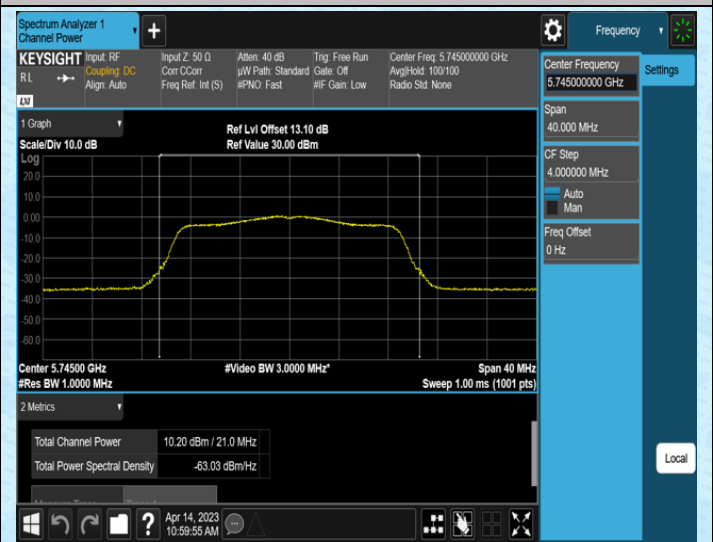 Spectrum Analyzer 1
Channel Power
+
Frequency
KEYSIGHT
RL
LXI
Input: RF
Coupling: DC
Align: Auto
Input Z: 50 Ω
Corr CCorr
Freq Ref: Int (S)
Atten: 40 dB
µW Path: Standard
#PNO: Fast
Trig: Free Run
Gate: Off
#IF Gain: Low
Center Freq: 5.745000000 GHz
Avg|Hold: 100/100
Radio Std: None
Center Frequency
5.745000000 GHz
Settings
Span
40.000 MHz
CF Step
4.000000 MHz
Auto
Man
Freq Offset
0 Hz
Local
1 Graph
Scale/Div 10.0 dB
Ref Lvl Offset 13.10 dB
Ref Value 30.00 dBm
Log
20.0
10.0
0.00
-10.0
-20.0
-30.0
-40.0
-50.0
-60.0
Center 5.74500 GHz
#Video BW 3.0000 MHz*
Span 40 MHz
#Res BW 1.0000 MHz
Sweep 1.00 ms (1001 pts)
2 Metrics
Total Channel Power 10.20 dBm / 21.0 MHz
Total Power Spectral Density -63.03 dBm/Hz
?
Apr 14, 2023
10:59:55 AM